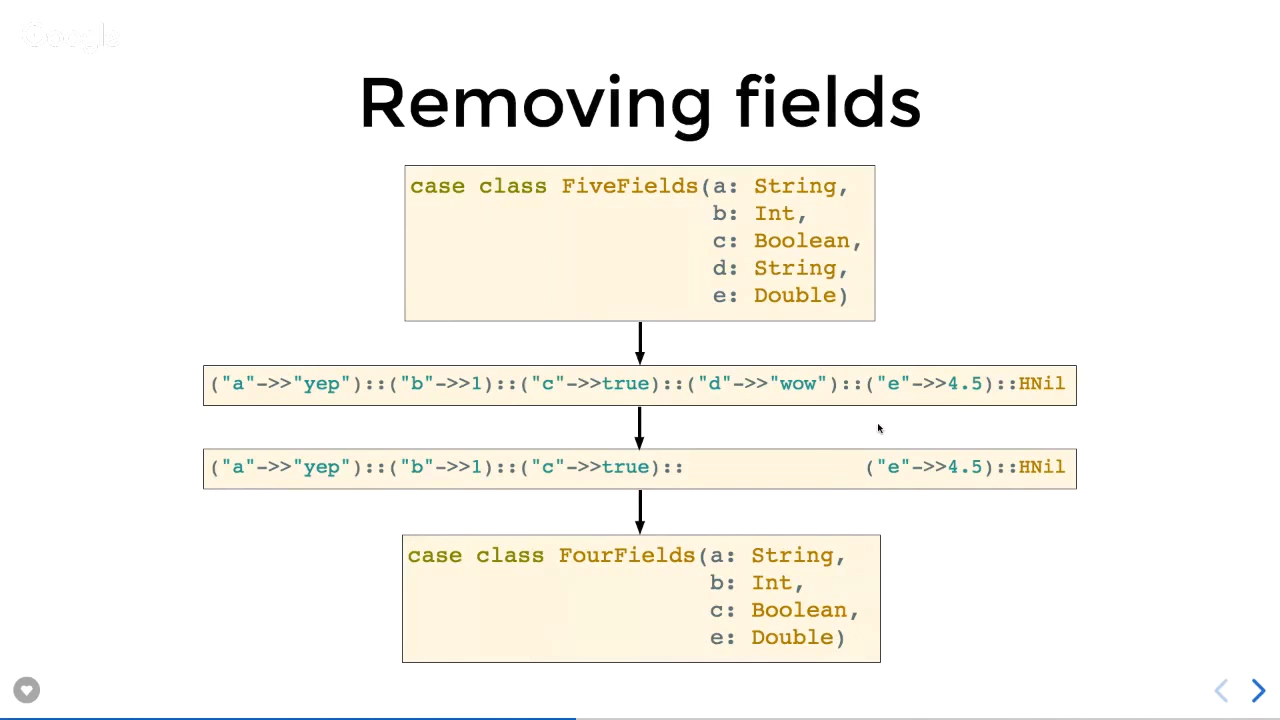 Google
Removing fields
case class FiveFields(a: String,
b: Int,
c: Boolean,
d: String,
e: Double)
("a"->>"yep")::("b"->>1)::("c"->>true)::("d"->>"wow")::("e"->>4.5)::HNil
("a"->>"yep")::("b"->>1)::("c"->>true):: ("e"->>4.5)::HNil
case class FourFields(a: String,
b: Int,
c: Boolean,
e: Double)